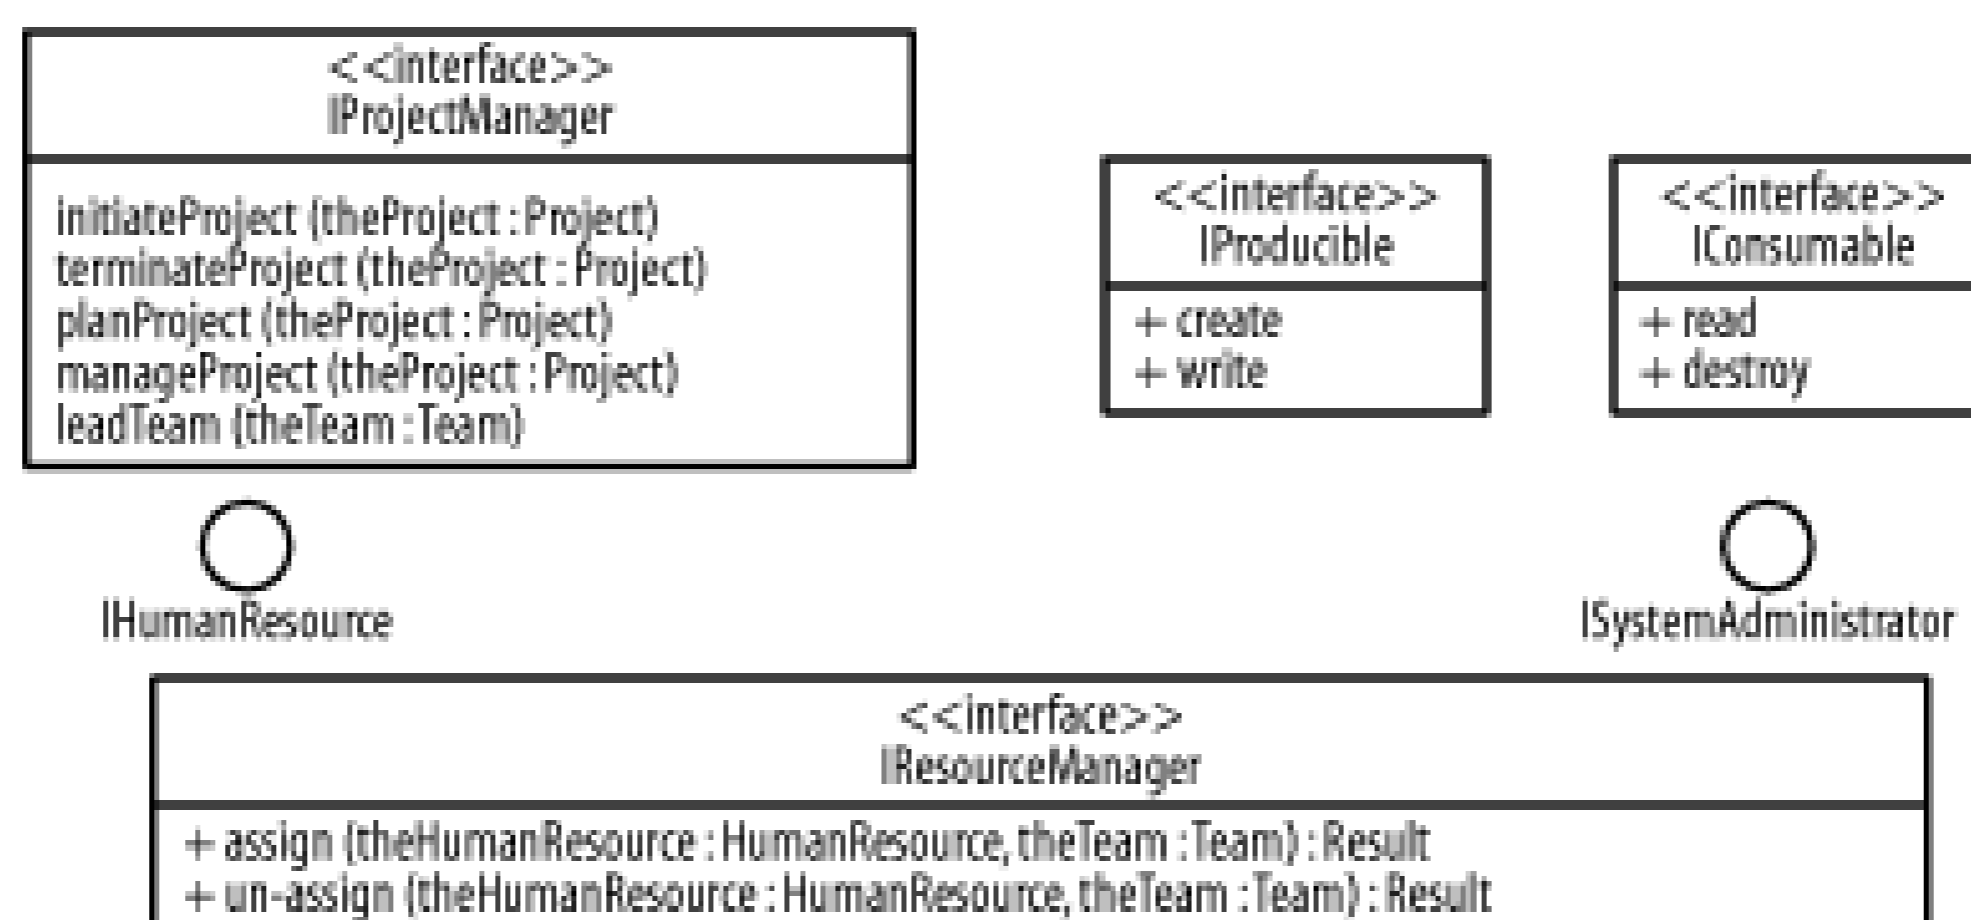 <<interface>>
IProjectManager
initiateProject (theProject : Project)
terminateProject (theProject : Project)
planProject (theProject : Project)
manageProject (theProject : Project)
leadTeam (theTeam : Team)
<<interface>>
IProducible
+ create
+ write
<<interface>>
IConsumable
+ read
+ destroy
IHumanResource
ISystemAdministrator
<<interface>>
IResourceManager
+ assign (theHumanResource : HumanResource, theTeam : Team) : Result
+ un-assign (theHumanResource : HumanResource, theTeam : Team) : Result